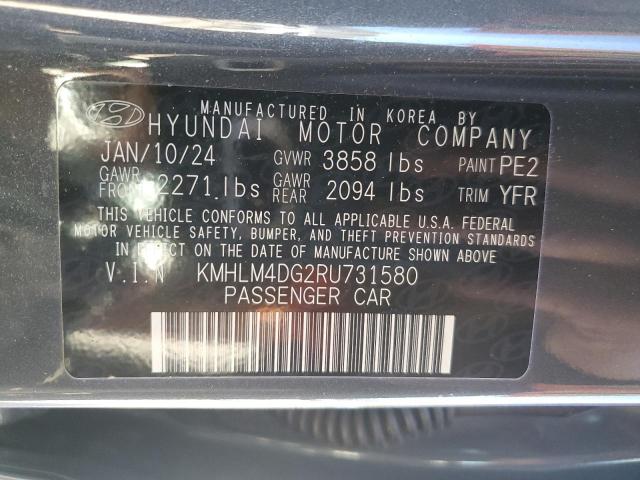 MANUFACTURED IN KOREA BY
HYUNDAI MOTOR COMPANY
JAN/10/24 GVWR 3858 lbs PAINT PE2
GAWR FRONT 2271 lbs GAWR REAR 2094 lbs TRIM YFR
THIS VEHICLE CONFORMS TO ALL APPLICABLE U.S.A. FEDERAL
MOTOR VEHICLE SAFETY, BUMPER, AND THEFT PREVENTION STANDARDS
IN EFFECT ON THE DATE OF MANUFACTURE SHOWN ABOVE
V.I.N KMHLM4DG2RU731580
PASSENGER CAR